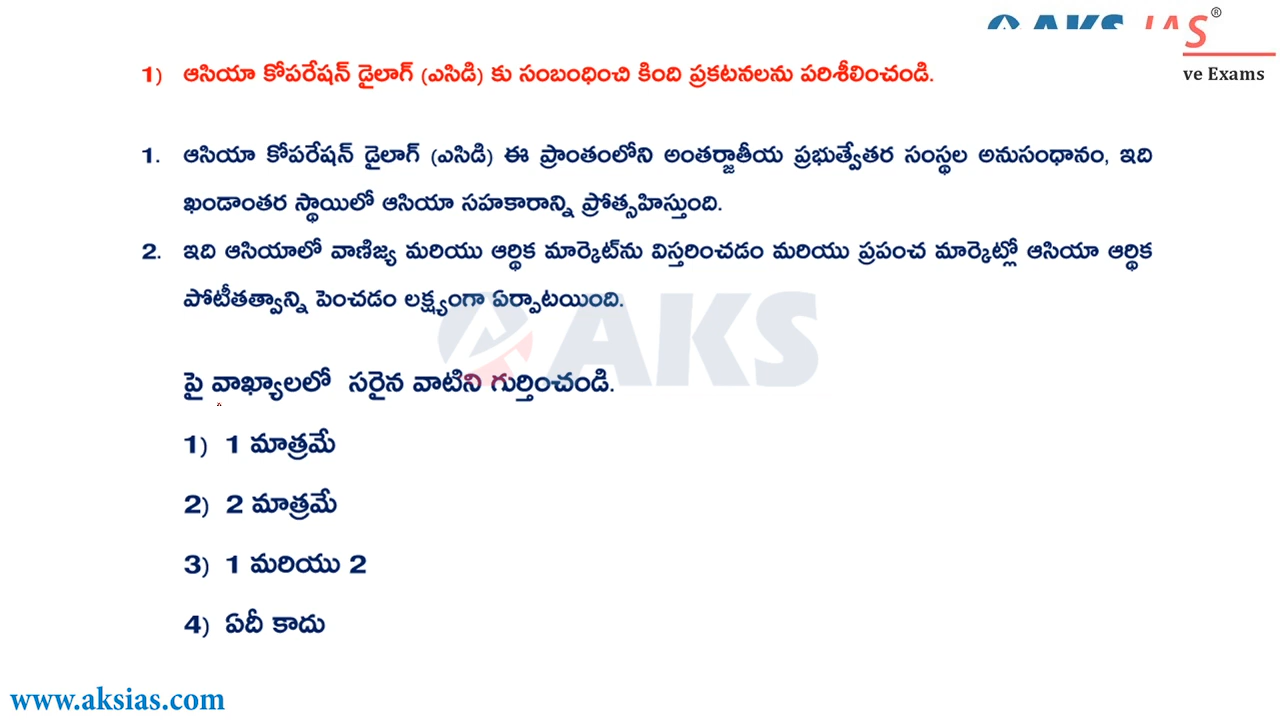 AKS IAS®
ve Exams
1) ఆసియా కోపరేషన్ డైలాగ్ (ఎసిడి) కు సంబంధించి కింది ప్రకటనలను పరిశీలించండి.
1. ఆసియా కోపరేషన్ డైలాగ్ (ఎసిడి) ఈ ప్రాంతంలోని అంతర్జాతీయ ప్రభుత్వేతర సంస్థల అనుసంధానం, ఇది
ఖండాంతర స్థాయిలో ఆసియా సహకారాన్ని ప్రోత్సహిస్తుంది.
2. ఇది ఆసియాలో వాణిజ్య మరియు ఆర్థిక మార్కెట్‌ను విస్తరించడం మరియు ప్రపంచ మార్కెట్లో ఆసియా ఆర్థిక
పోటీతత్వాన్ని పెంచడం లక్ష్యంగా ఏర్పాటయింది.
AKS
పై వాఖ్యాలలో సరైన వాటిని గుర్తించండి.
1) 1 మాత్రమే
2) 2 మాత్రమే
3) 1 మరియు 2
4) ఏదీ కాదు
www.aksias.com